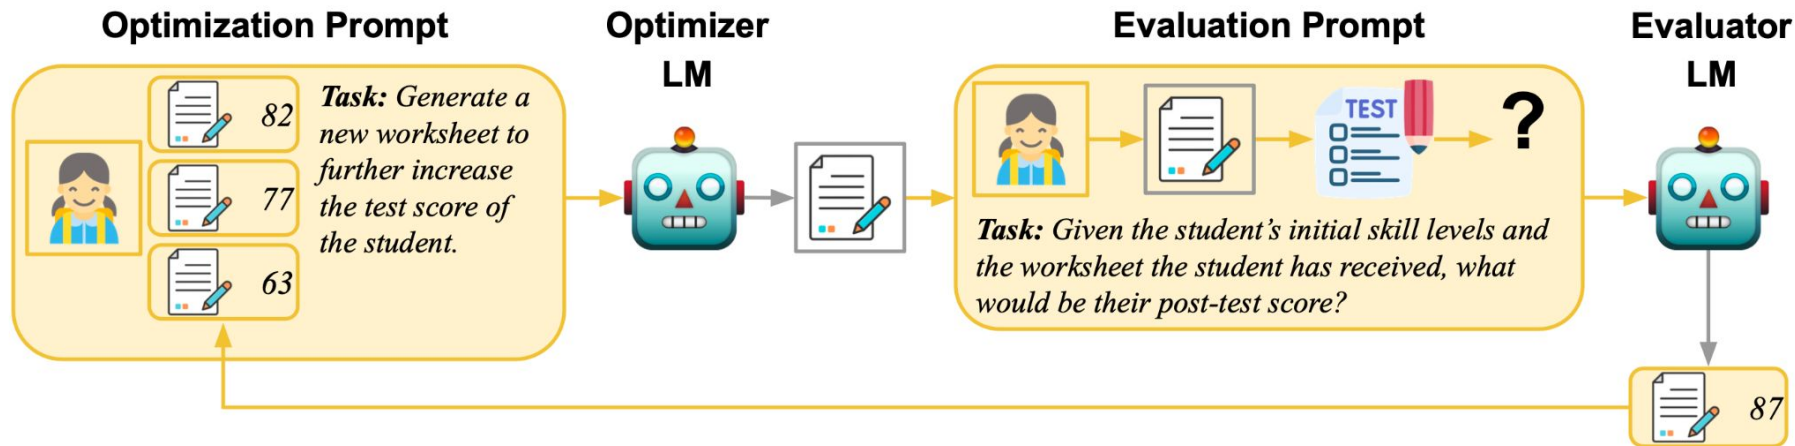 Optimization Prompt
Optimizer
LM
Evaluation Prompt
Evaluator
LM
82
77
63
Task: Generate a
new worksheet to
further increase
the test score of
the student.
TEST
?
Task: Given the student’s initial skill levels and
the worksheet the student has received, what
would be their post-test score?
87